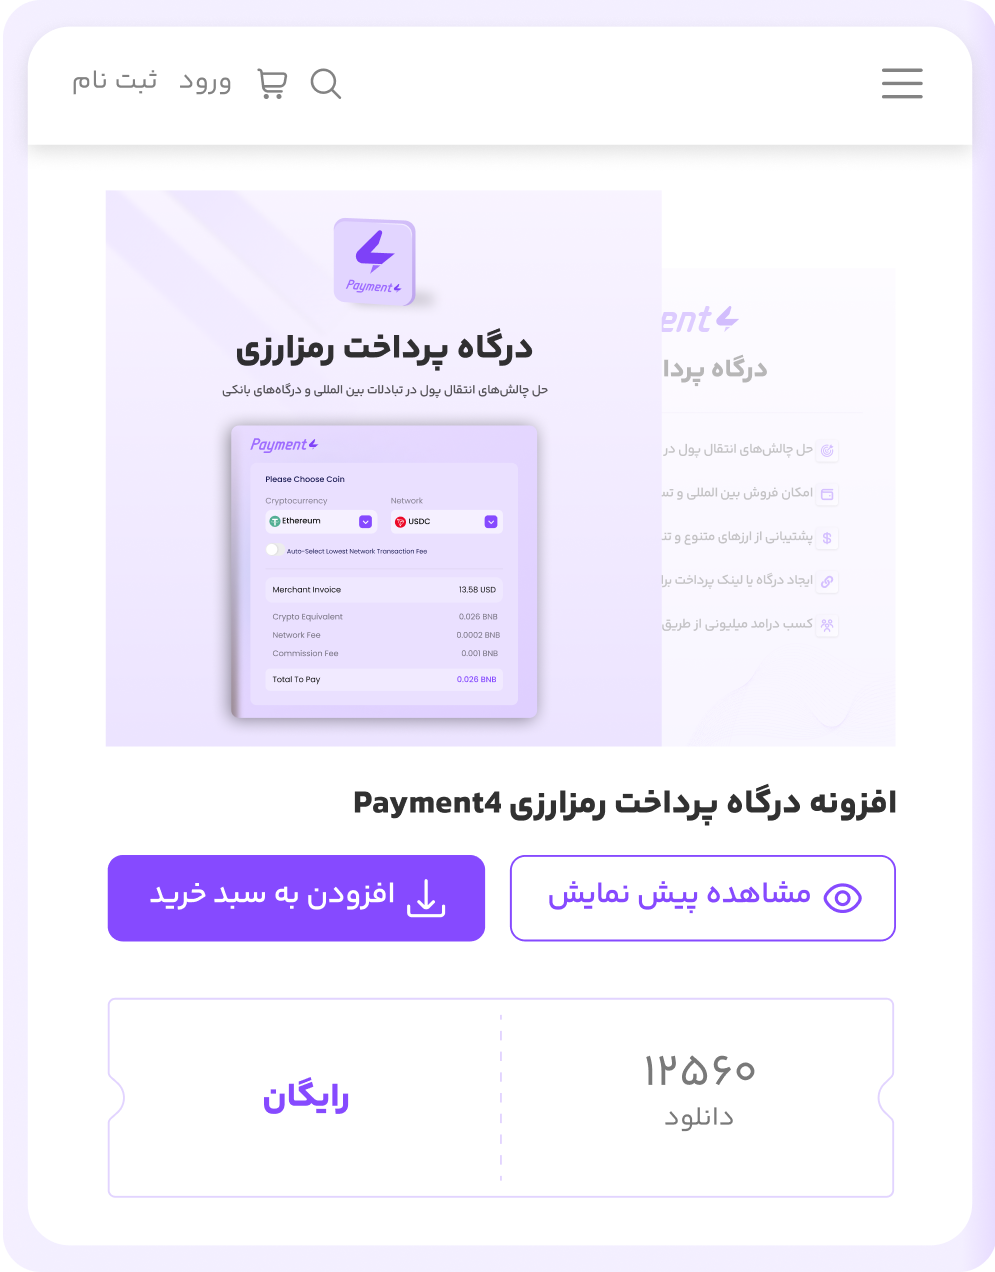 ورود ثبت نام
Payment
درگاه پرداخت رمزارزی
حل چالش‌های انتقال پول در تبادلات بین المللی و درگاه‌های بانکی
Payment
Please Choose Coin
Cryptocurrency Network
Ethereum USDC
Auto-Select Lowest Network Transaction Fee
Merchant Invoice 13.58 USD
Crypto Equivalent 0.026 BNB
Network Fee 0.0002 BNB
Commission Fee 0.001 BNB
Total To Pay 0.026 BNB
ent
درگاه پردا
حل چالش‌های انتقال پول در
امکان فروش بین المللی و تس
پشتیبانی از ارزهای متنوع و تن
ایجاد درگاه یا لینک پرداخت برا
کسب درامد میلیونی از طریق
افزونه درگاه پرداخت رمزارزی Payment4
مشاهده پیش نمایش
افزودن به سبد خرید
۱۲۵۶۰
دانلود
رایگان